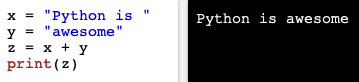 x = "Python is "
y = "awesome"
z = x + y
print(z)
Python is awesome